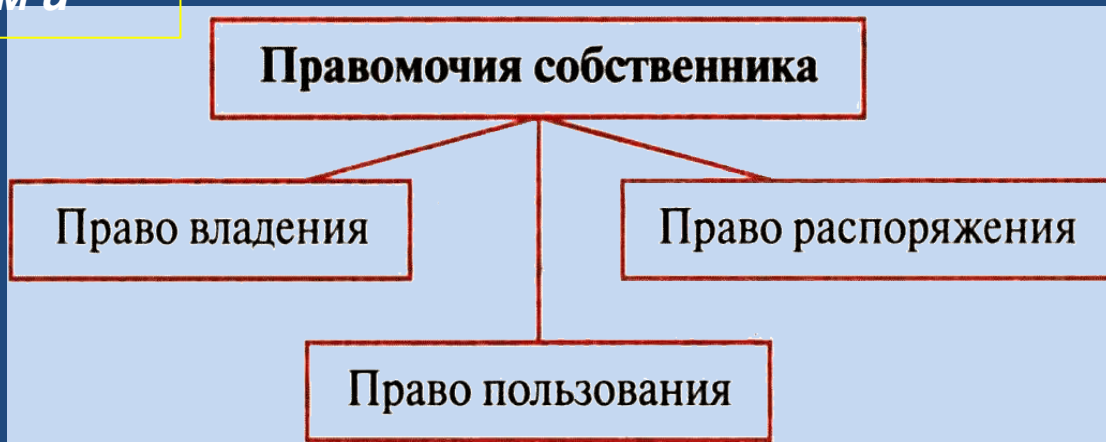 Правомочия собственника
Право владения
Право распоряжения
Право пользования